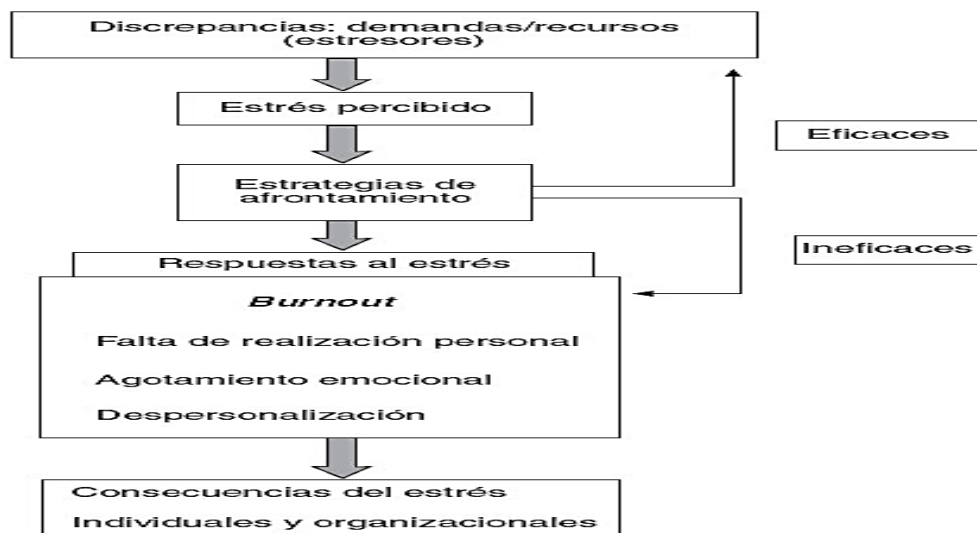 Discrepancias: demandas/recursos
(estresores)
Estrés percibido
Eficaces
Estrategias de
afrontamiento
Ineficaces
Respuestas al estrés
Burnout
Falta de realización personal
Agotamiento emocional
Despersonalización
Consecuencias del estrés
Individuales y organizacionales